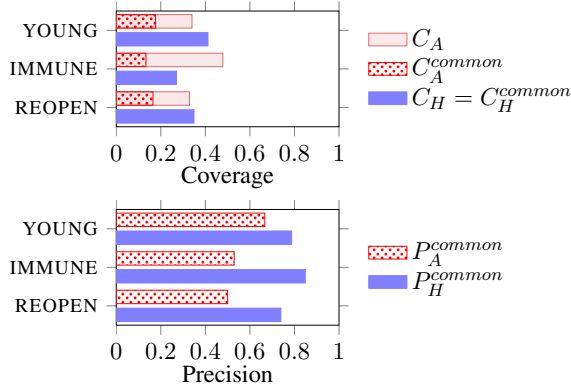 YOUNG
IMMUNE
REOPEN
0 0.2 0.4 0.6 0.8 1
Coverage
C_A
C_A^{common}
C_H = C_H^{common}
YOUNG
IMMUNE
REOPEN
0 0.2 0.4 0.6 0.8 1
Precision
P_A^{common}
P_H^{common}